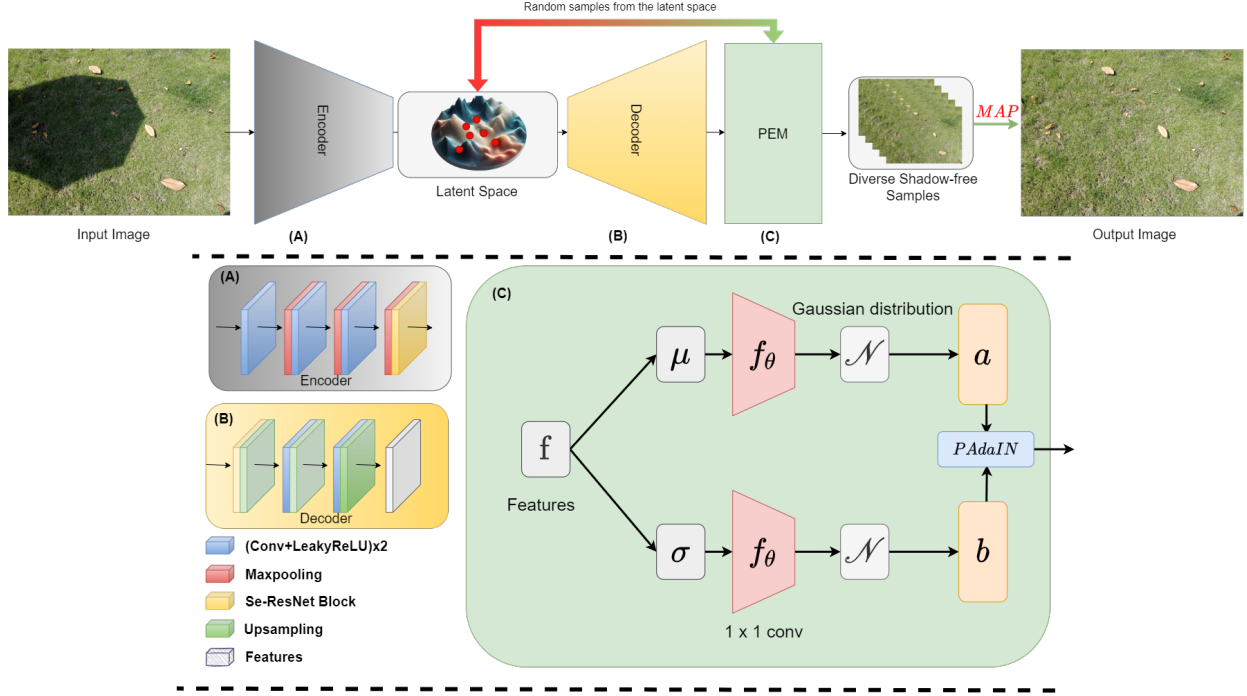 Random samples from the latent space
Encoder
Decoder
PEM
MAP
Latent Space
Diverse Shadow-free
Samples
Input Image
Output Image
(A)
(B)
(C)
(A)
Encoder
(B)
Decoder
(Conv+LeakyReLU)x2
Maxpooling
Se-ResNet Block
Upsampling
Features
(C)
Gaussian distribution
μ
f_θ
𝒩
a
f
Features
PAdaIN
σ
f_θ
𝒩
b
1 x 1 conv